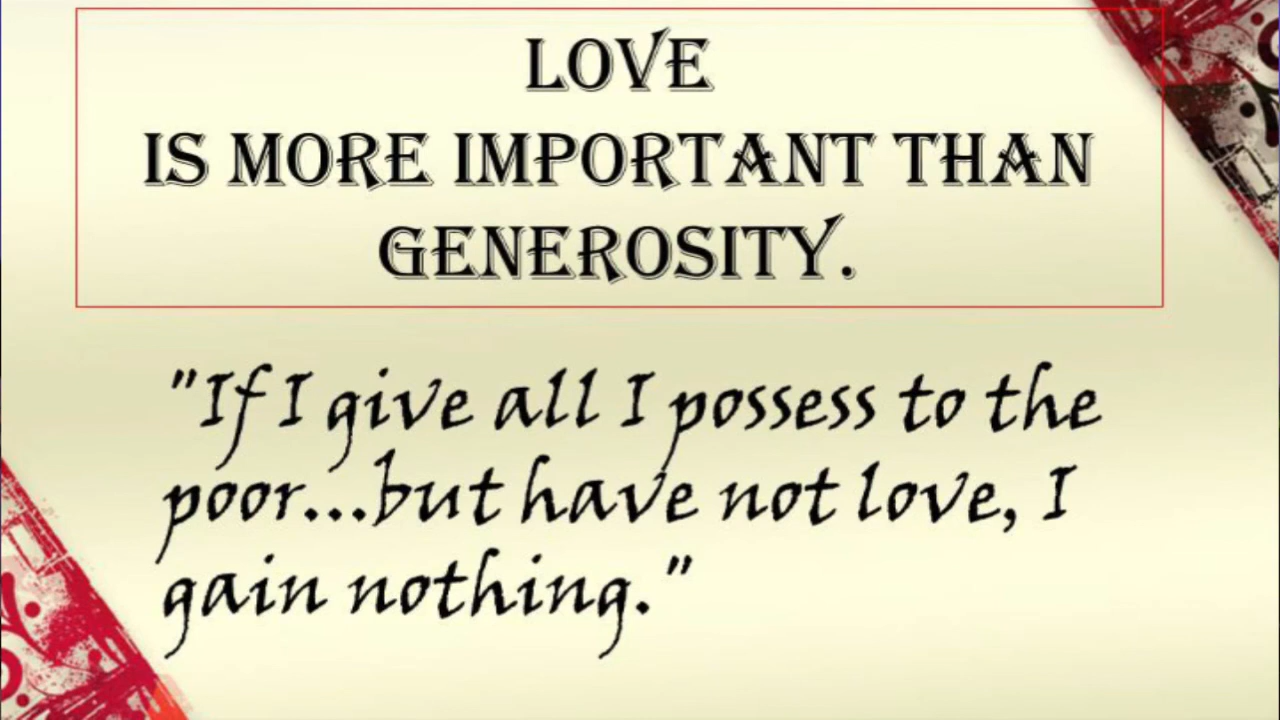 LOVE
IS MORE IMPORTANT THAN
GENEROSITY.
"If I give all I possess to the
poor...but have not love, I
gain nothing."